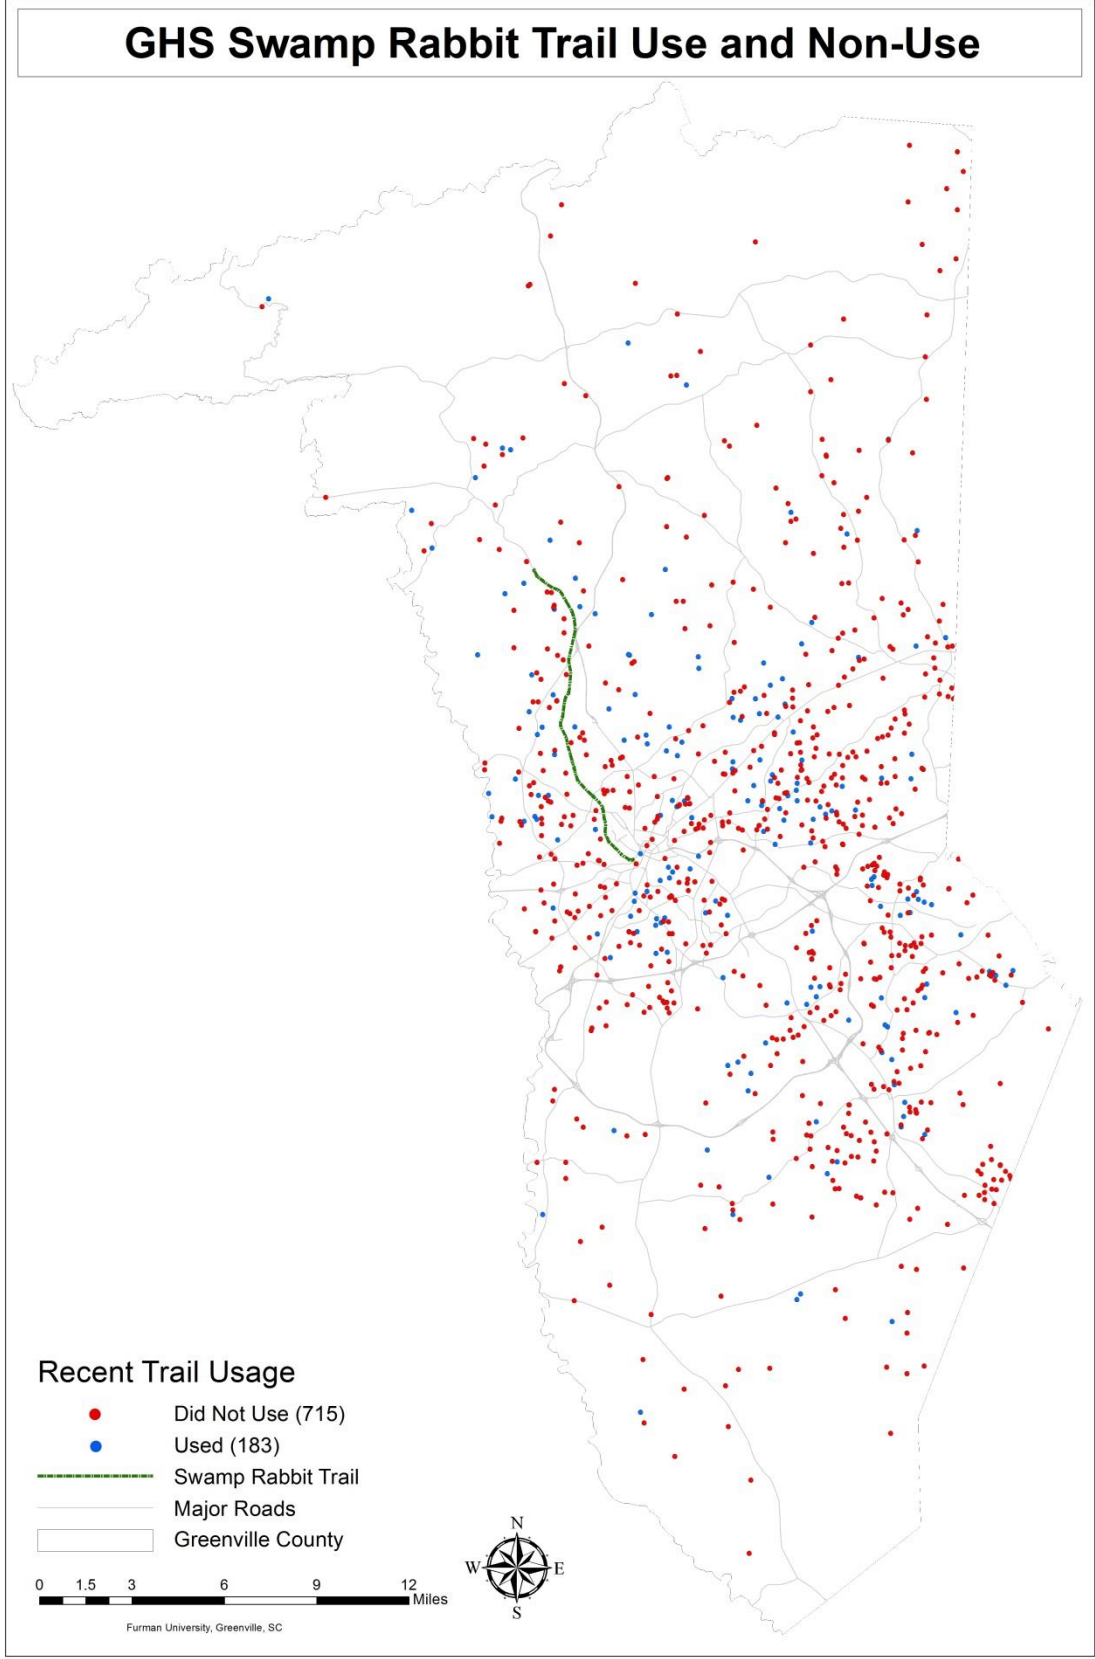 GHS Swamp Rabbit Trail Use and Non-Use
Recent Trail Usage
Did Not Use (715)
Used (183)
Swamp Rabbit Trail
Major Roads
Greenville County
N
W E
S
0 1.5 3 6 9 12
Miles
Furman University, Greenville, SC